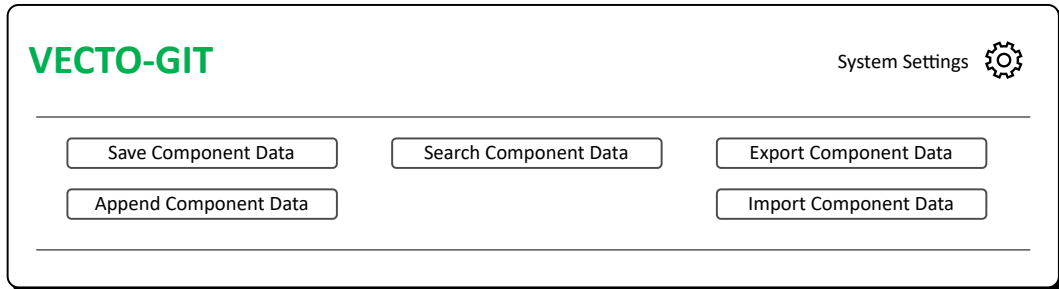 VECTO-GIT
System Settings
Save Component Data
Search Component Data
Export Component Data
Append Component Data
Import Component Data